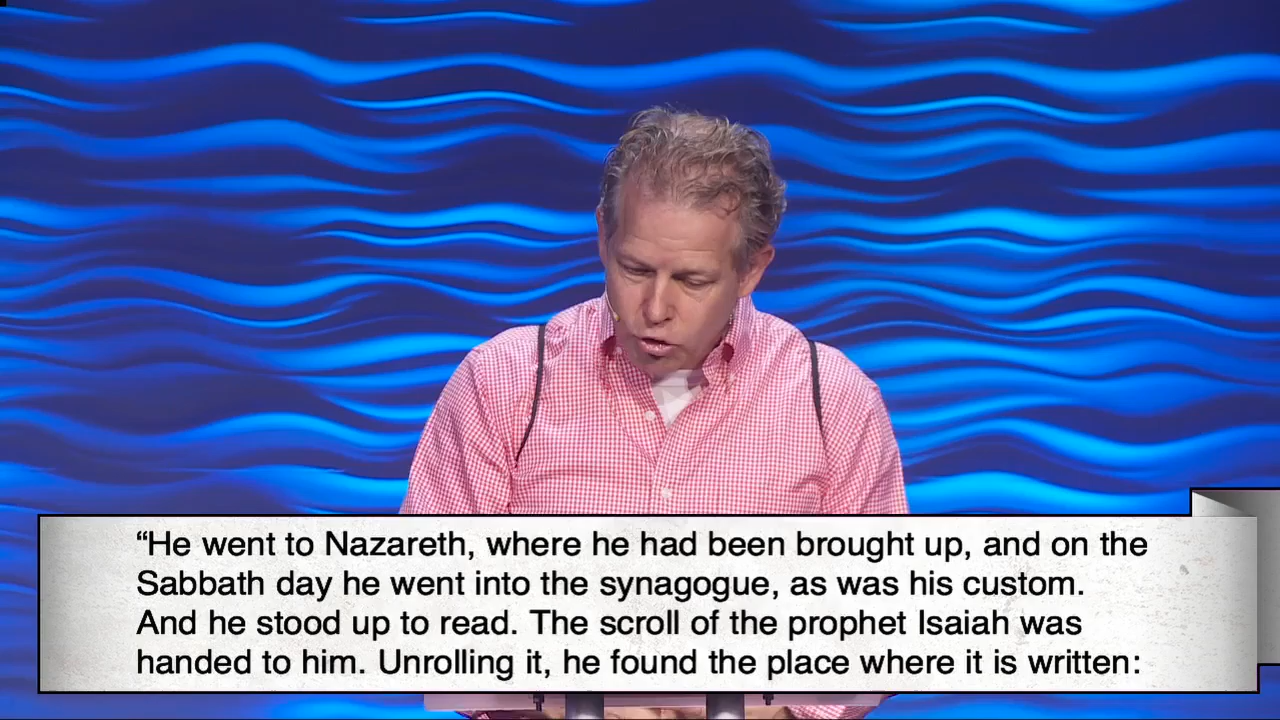 “He went to Nazareth, where he had been brought up, and on the
Sabbath day he went into the synagogue, as was his custom.
And he stood up to read. The scroll of the prophet Isaiah was
handed to him. Unrolling it, he found the place where it is written: